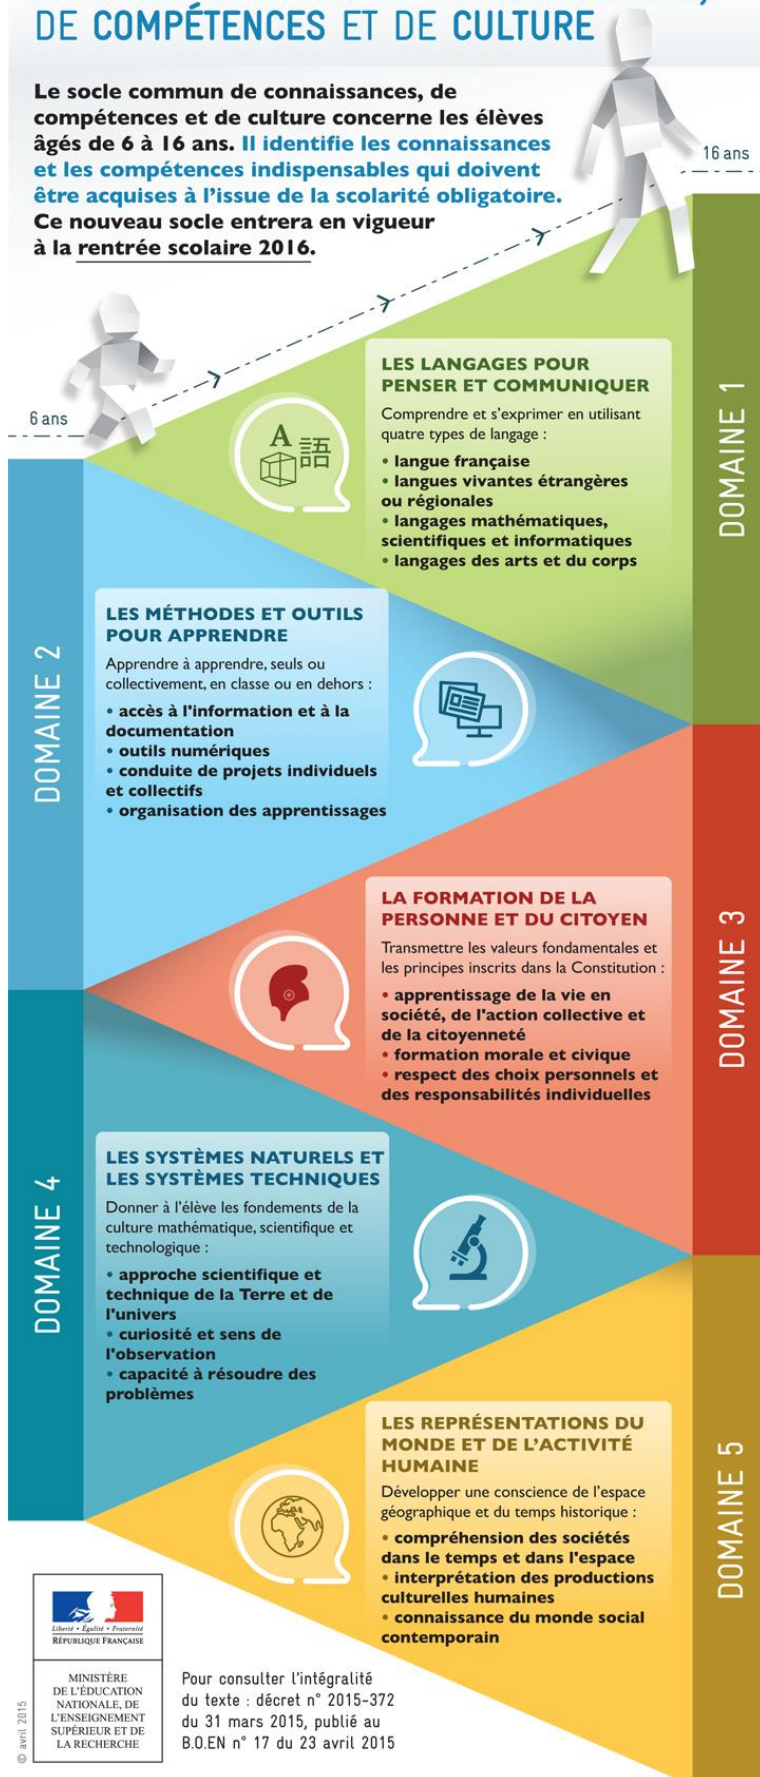 DE COMPÉTENCES ET DE CULTURE
Le socle commun de connaissances, de
compétences et de culture concerne les élèves
âgés de 6 à 16 ans. Il identifie les connaissances
et les compétences indispensables qui doivent
être acquises à l'issue de la scolarité obligatoire.
Ce nouveau socle entrera en vigueur
à la rentrée scolaire 2016.
16 ans
6 ans
DOMAINE 1
LES LANGAGES POUR
PENSER ET COMMUNIQUER
Comprendre et s'exprimer en utilisant
quatre types de langage :
• langue française
• langues vivantes étrangères
ou régionales
• langages mathématiques,
scientifiques et informatiques
• langages des arts et du corps
A 語
DOMAINE 2
LES MÉTHODES ET OUTILS
POUR APPRENDRE
Apprendre à apprendre, seuls ou
collectivement, en classe ou en dehors :
• accès à l'information et à la
documentation
• outils numériques
• conduite de projets individuels
et collectifs
• organisation des apprentissages
DOMAINE 3
LA FORMATION DE LA
PERSONNE ET DU CITOYEN
Transmettre les valeurs fondamentales et
les principes inscrits dans la Constitution :
• apprentissage de la vie en
société, de l'action collective et
de la citoyenneté
• formation morale et civique
• respect des choix personnels et
des responsabilités individuelles
DOMAINE 4
LES SYSTÈMES NATURELS ET
LES SYSTÈMES TECHNIQUES
Donner à l'élève les fondements de la
culture mathématique, scientifique et
technologique :
• approche scientifique et
technique de la Terre et de
l'univers
• curiosité et sens de
l'observation
• capacité à résoudre des
problèmes
DOMAINE 5
LES REPRÉSENTATIONS DU
MONDE ET DE L'ACTIVITÉ
HUMAINE
Développer une conscience de l'espace
géographique et du temps historique :
• compréhension des sociétés
dans le temps et dans l'espace
• interprétation des productions
culturelles humaines
• connaissance du monde social
contemporain
Liberté • Égalité • Fraternité
RÉPUBLIQUE FRANÇAISE
MINISTÈRE
DE L'ÉDUCATION
NATIONALE, DE
L'ENSEIGNEMENT
SUPÉRIEUR ET DE
LA RECHERCHE
Pour consulter l'intégralité
du texte : décret n° 2015-372
du 31 mars 2015, publié au
B.O.EN n° 17 du 23 avril 2015
© avril 2015